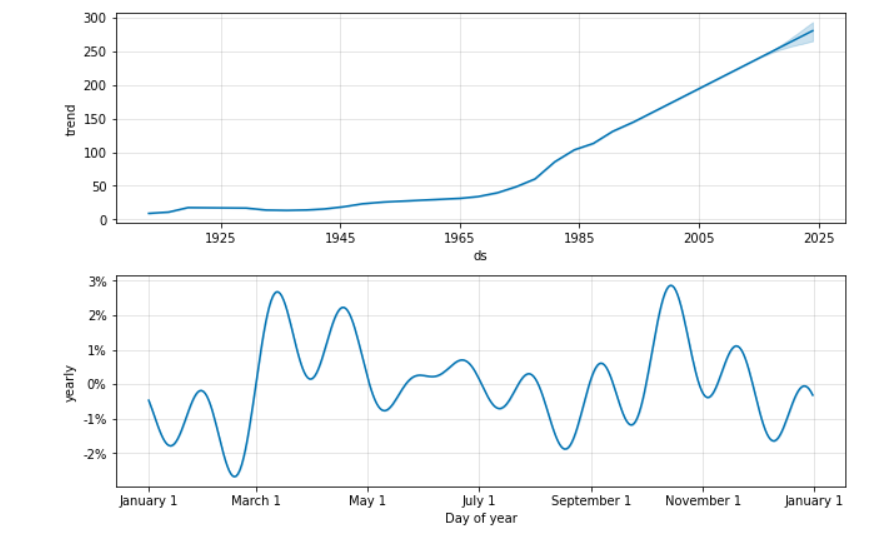 300
250
200
150
100
50
0
trend
1925 1945 1965 1985 2005 2025
ds
3%
2%
1%
0%
-1%
-2%
yearly
January 1 March 1 May 1 July 1 September 1 November 1 January 1
Day of year